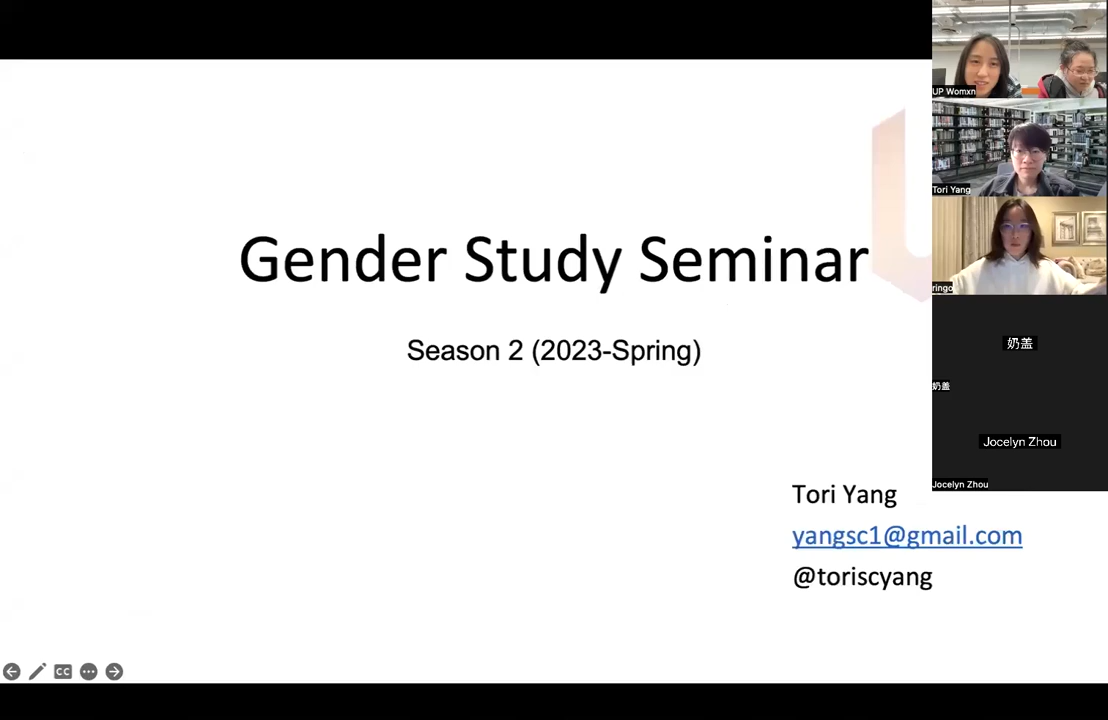 Gender Study Seminar
Season 2 (2023-Spring)
Tori Yang
yangsc1@gmail.com
@toriscyang
UP Womxn
Tori Yang
ringo
奶盖
奶盖
Jocelyn Zhou
Jocelyn Zhou
CC